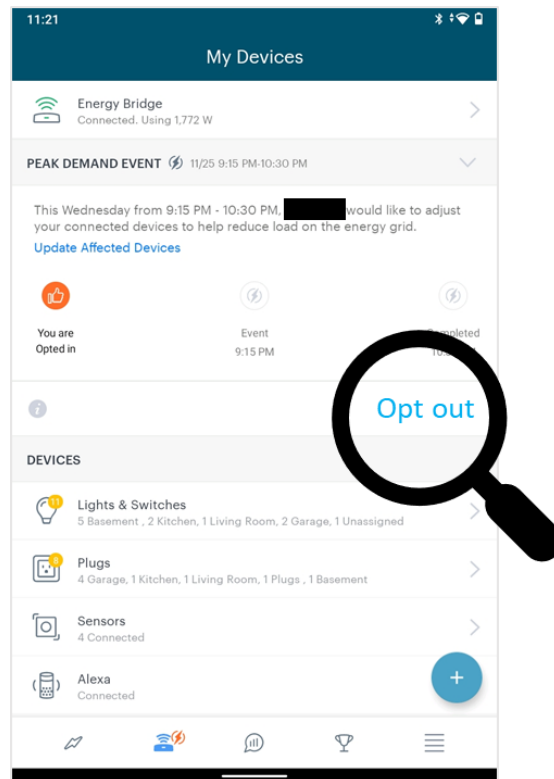 11:21
My Devices
Energy Bridge
Connected. Using 1,772 W
PEAK DEMAND EVENT 11/25 9:15 PM-10:30 PM
This Wednesday from 9:15 PM - 10:30 PM, would like to adjust
your connected devices to help reduce load on the energy grid.
Update Affected Devices
You are
Opted in
Event
9:15 PM
Completed
Opt out
DEVICES
11
Lights & Switches
5 Basement , 2 Kitchen, 1 Living Room, 2 Garage, 1 Unassigned
Plugs
4 Garage, 1 Kitchen, 1 Living Room, 1 Plugs , 1 Basement
Sensors
4 Connected
Alexa
Connected
+